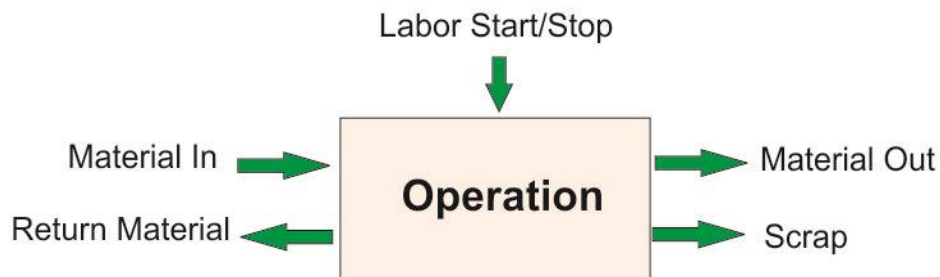 Labor Start/Stop
Material In
Material Out
Operation
Return Material
Scrap